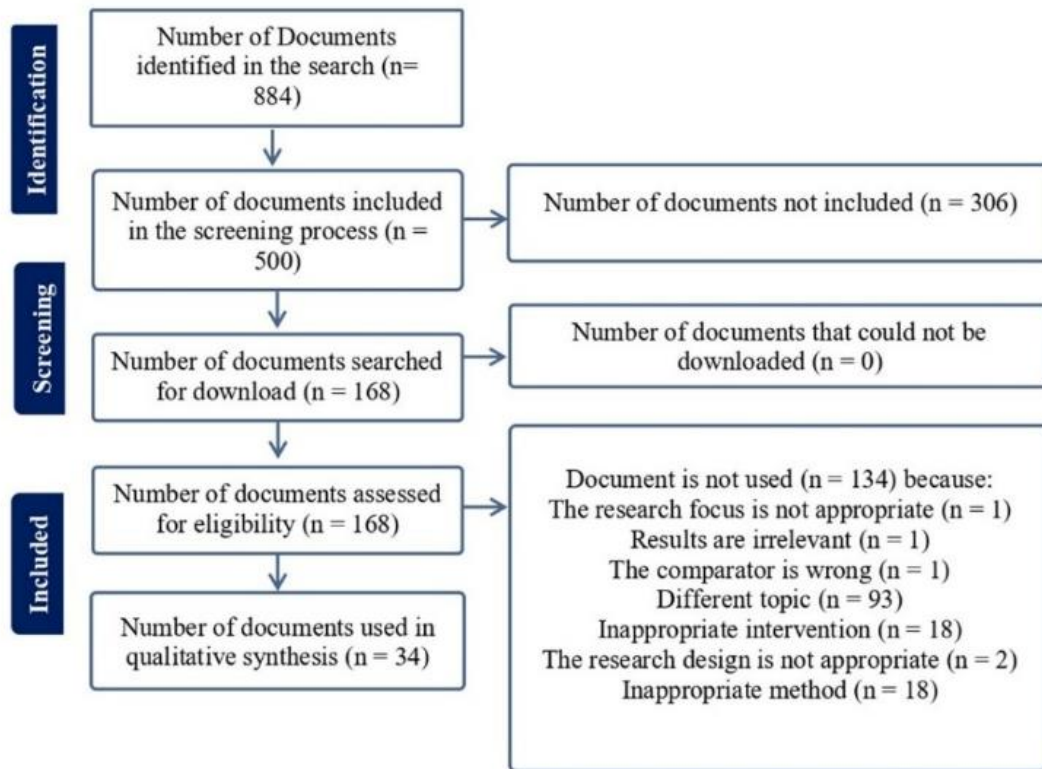 Identification
Number of Documents
identified in the search (n=
884)
Number of documents included
in the screening process (n =
500)
Number of documents not included (n = 306)
Screening
Number of documents searched
for download (n = 168)
Number of documents that could not be
downloaded (n = 0)
Included
Number of documents assessed
for eligibility (n = 168)
Document is not used (n = 134) because:
The research focus is not appropriate (n = 1)
Results are irrelevant (n = 1)
The comparator is wrong (n = 1)
Different topic (n = 93)
Inappropriate intervention (n = 18)
The research design is not appropriate (n = 2)
Inappropriate method (n = 18)
Number of documents used in
qualitative synthesis (n = 34)